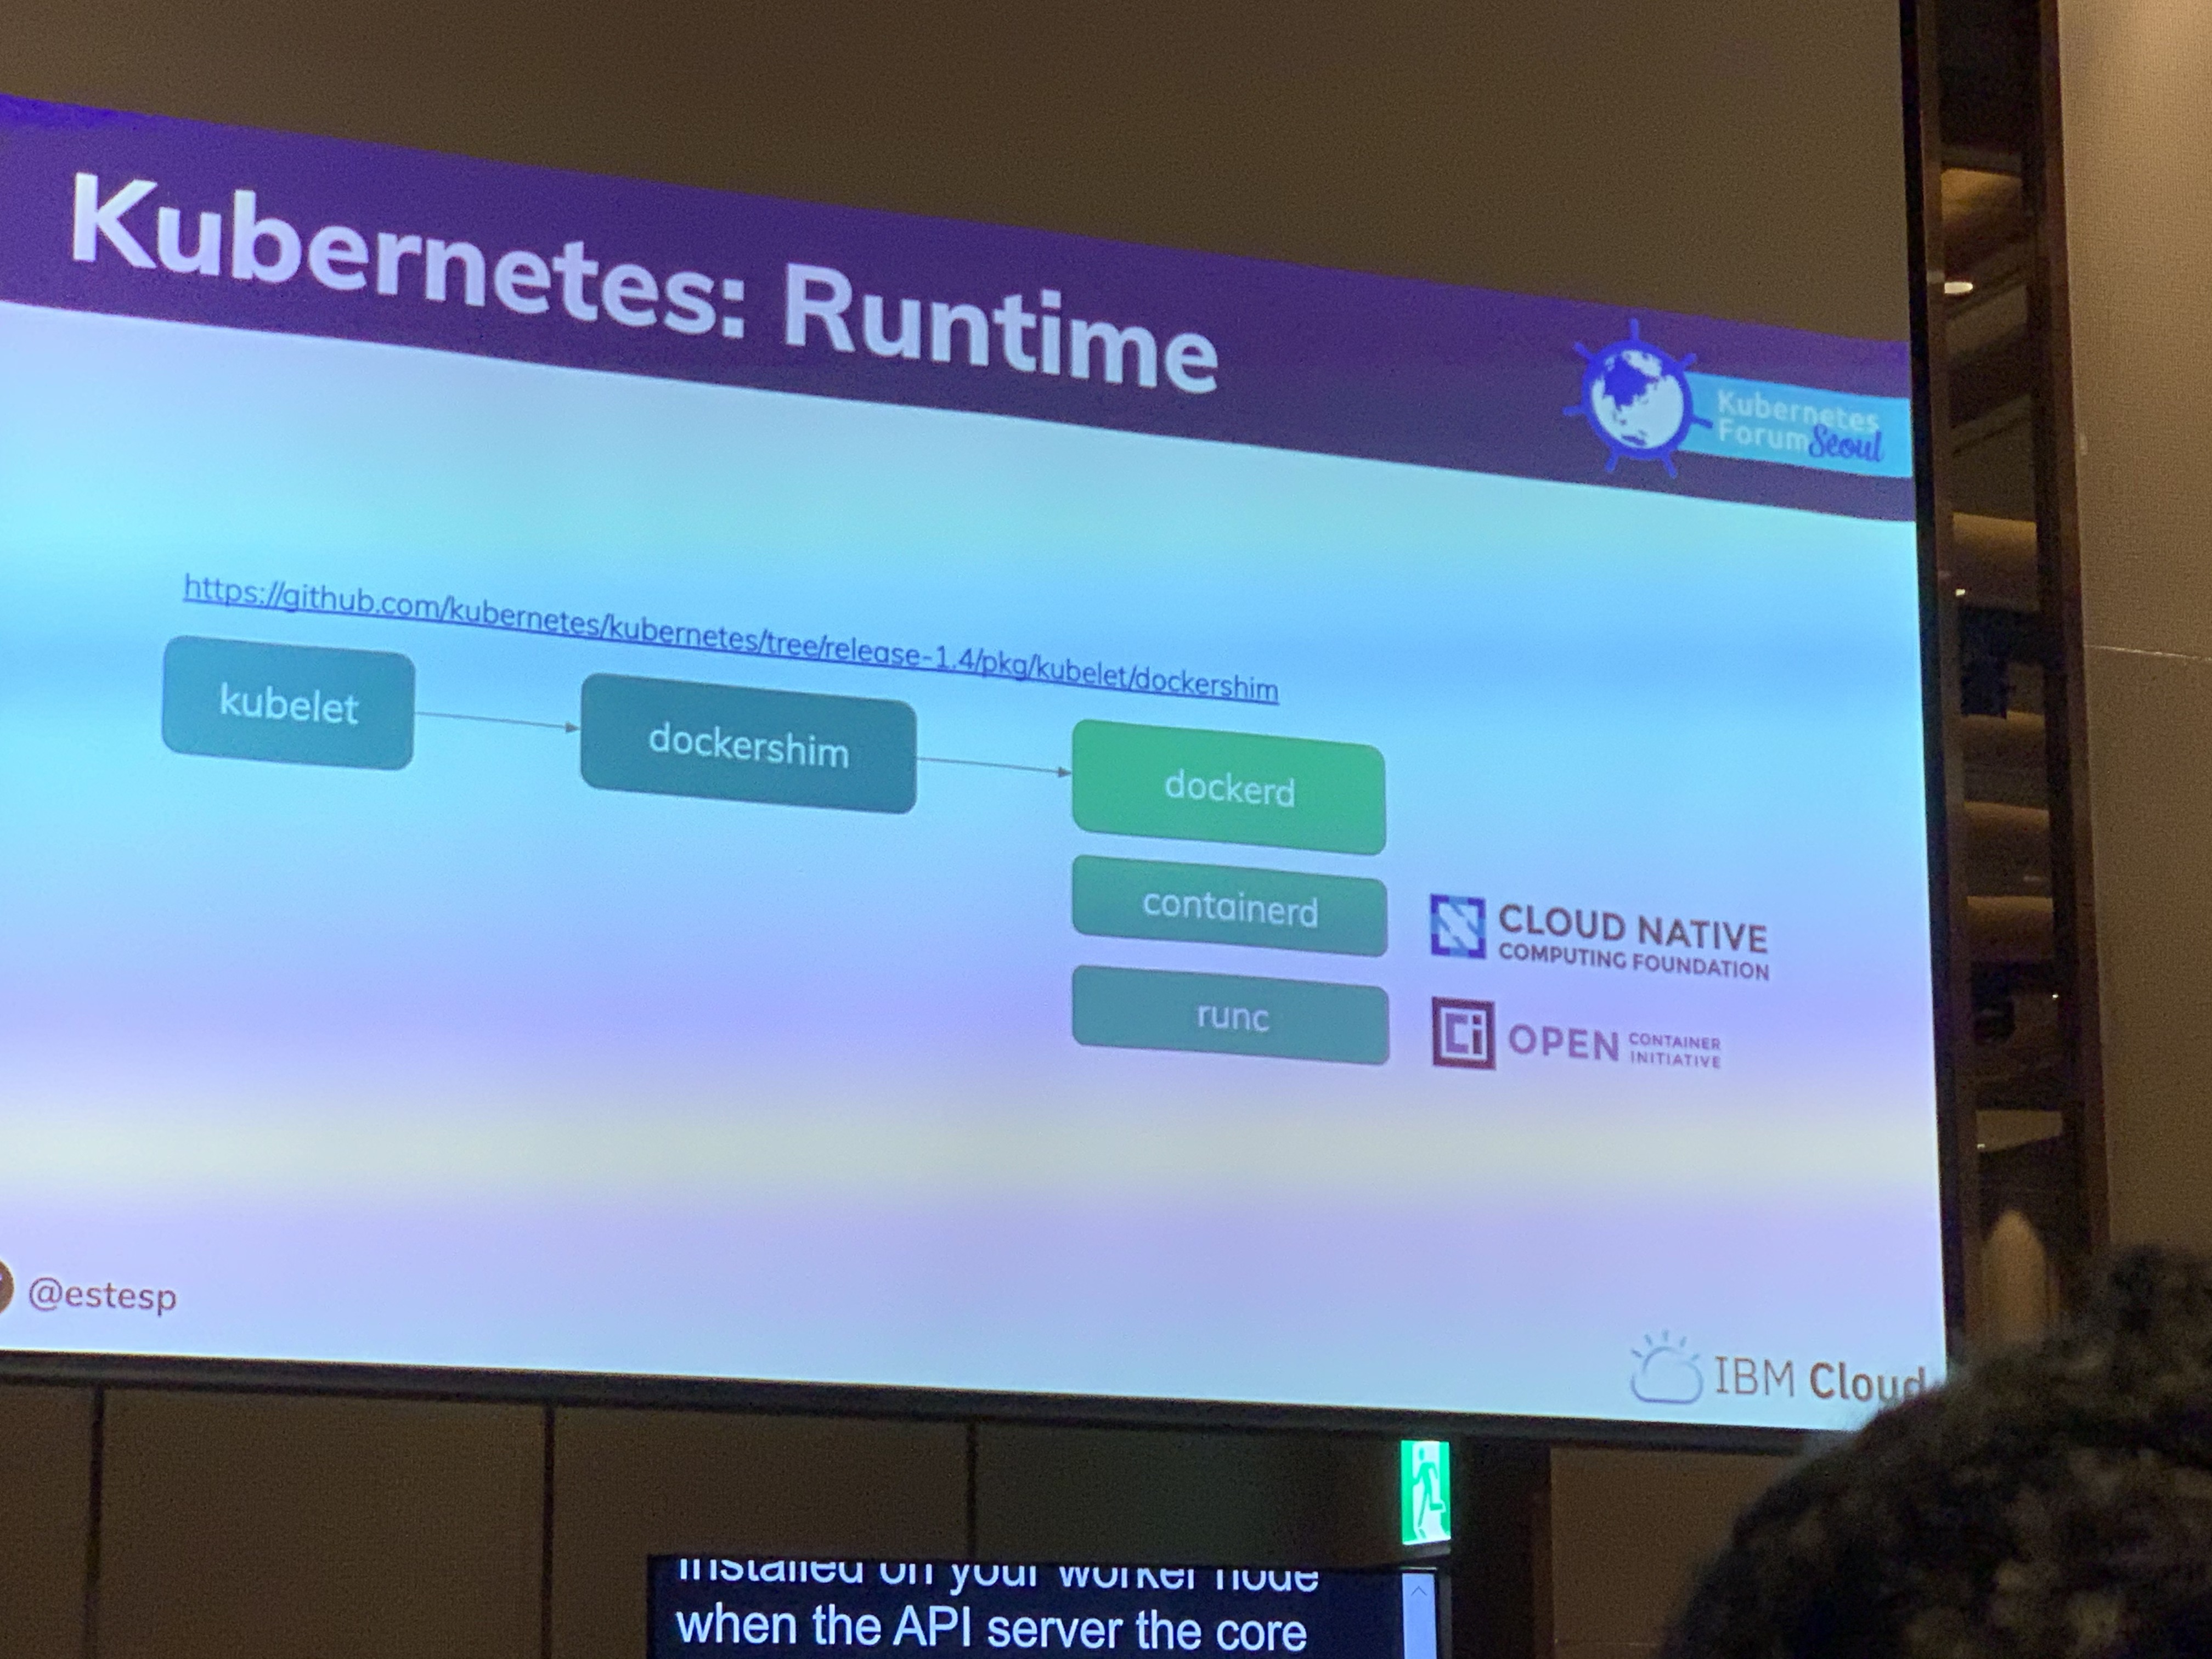 Kubernetes: Runtime
Kubernetes
Forum Seoul
https://github.com/kubernetes/kubernetes/tree/release-1.4/pkg/kubelet/dockershim
kubelet
dockershim
dockerd
containerd
CLOUD NATIVE
COMPUTING FOUNDATION
runc
OPEN CONTAINER
INITIATIVE
@estesp
IBM Cloud
installed on your worker node
when the API server the core